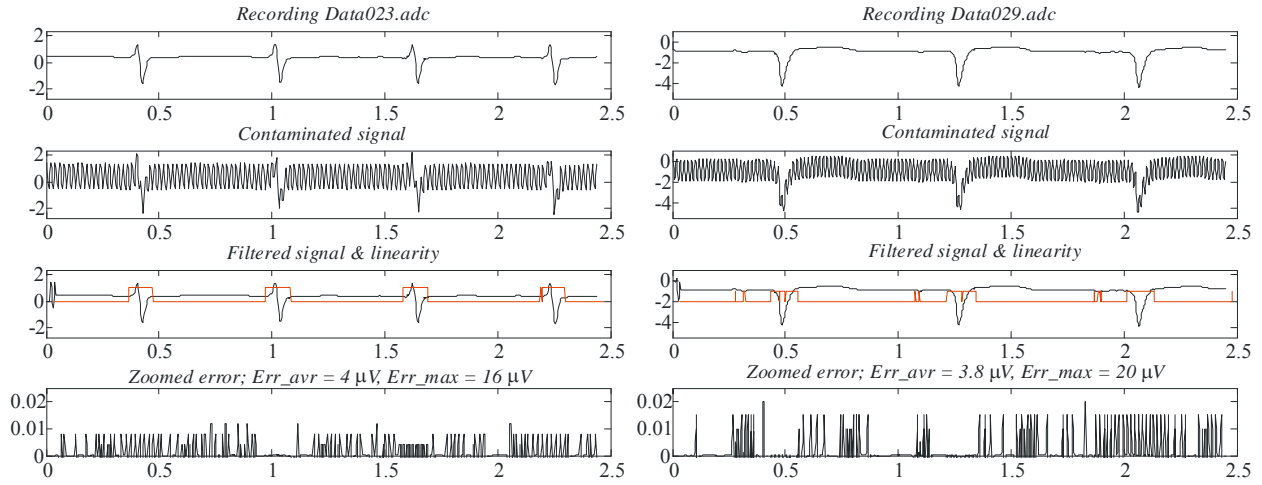 Recording Data023.adc
2
0
-2
0 0.5 1 1.5 2 2.5
Contaminated signal
2
0
-2
0 0.5 1 1.5 2 2.5
Filtered signal & linearity
2
0
-2
0 0.5 1 1.5 2 2.5
Zoomed error; Err_avr = 4 µV, Err_max = 16 µV
0.02
0.01
0
0 0.5 1 1.5 2 2.5
Recording Data029.adc
0
-2
-4
0 0.5 1 1.5 2 2.5
Contaminated signal
0
-2
-4
0 0.5 1 1.5 2 2.5
Filtered signal & linearity
0
-2
-4
0 0.5 1 1.5 2 2.5
Zoomed error; Err_avr = 3.8 µV, Err_max = 20 µV
0.02
0.01
0
0 0.5 1 1.5 2 2.5